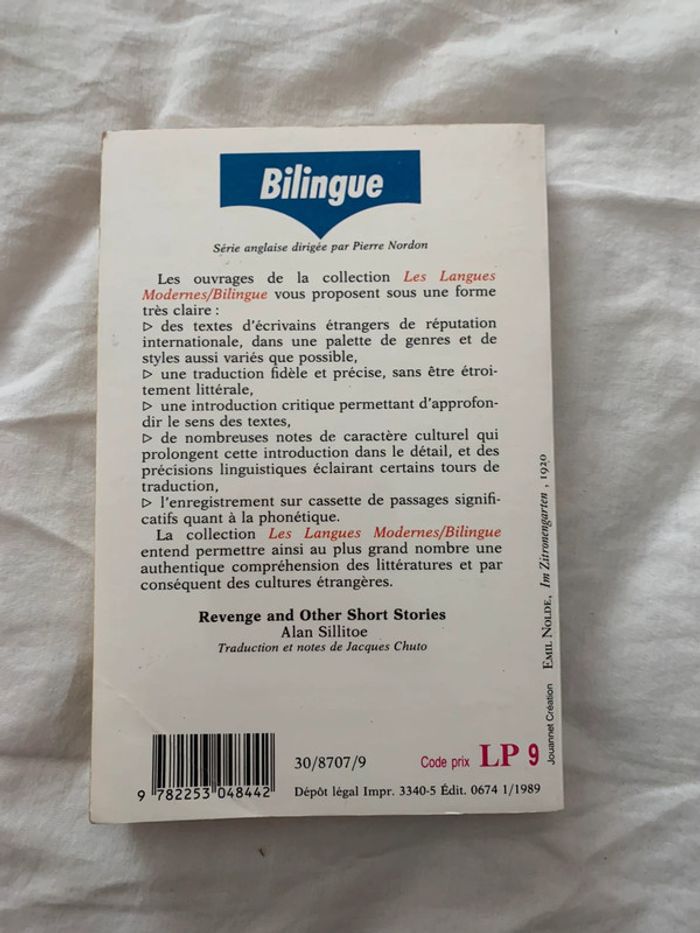 Bilingue
Série anglaise dirigée par Pierre Nordon
Les ouvrages de la collection Les Langues
Modernes/Bilingue vous proposent sous une forme
très claire :
▷ des textes d'écrivains étrangers de réputation
internationale, dans une palette de genres et de
styles aussi variés que possible,
▷ une traduction fidèle et précise, sans être étroi-
tement littérale,
▷ une introduction critique permettant d'approfon-
dir le sens des textes,
▷ de nombreuses notes de caractère culturel qui
prolongent cette introduction dans le détail, et des
précisions linguistiques éclairant certains tours de
traduction,
▷ l'enregistrement sur cassette de passages signifi-
catifs quant à la phonétique.
La collection Les Langues Modernes/Bilingue
entend permettre ainsi au plus grand nombre une
authentique compréhension des littératures et par
conséquent des cultures étrangères.
Revenge and Other Short Stories
Alan Sillitoe
Traduction et notes de Jacques Chuto
9 782253 048442
30/8707/9
Code prix LP 9
Dépôt légal Impr. 3340-5 Édit. 0674 1/1989
Jouannet Création EMIL NOLDE, Im Zitronengarten, 1920